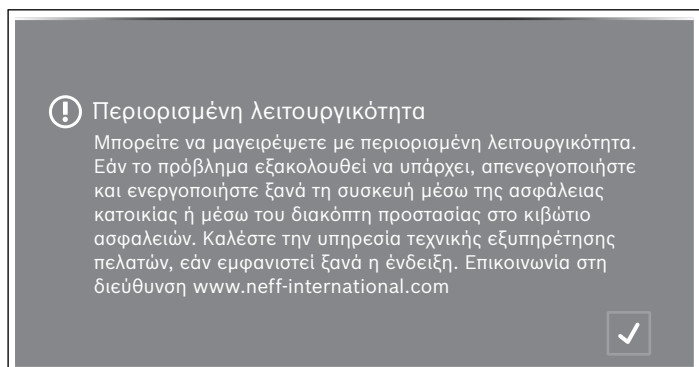 Περιορισμένη λειτουργικότητα
Μπορείτε να μαγειρέψετε με περιορισμένη λειτουργικότητα.
Εάν το πρόβλημα εξακολουθεί να υπάρχει, απενεργοποιήστε
και ενεργοποιήστε ξανά τη συσκευή μέσω της ασφάλειας
κατοικίας ή μέσω του διακόπτη προστασίας στο κιβώτιο
ασφαλειών. Καλέστε την υπηρεσία τεχνικής εξυπηρέτησης
πελατών, εάν εμφανιστεί ξανά η ένδειξη. Επικοινωνία στη
διεύθυνση www.neff-international.com